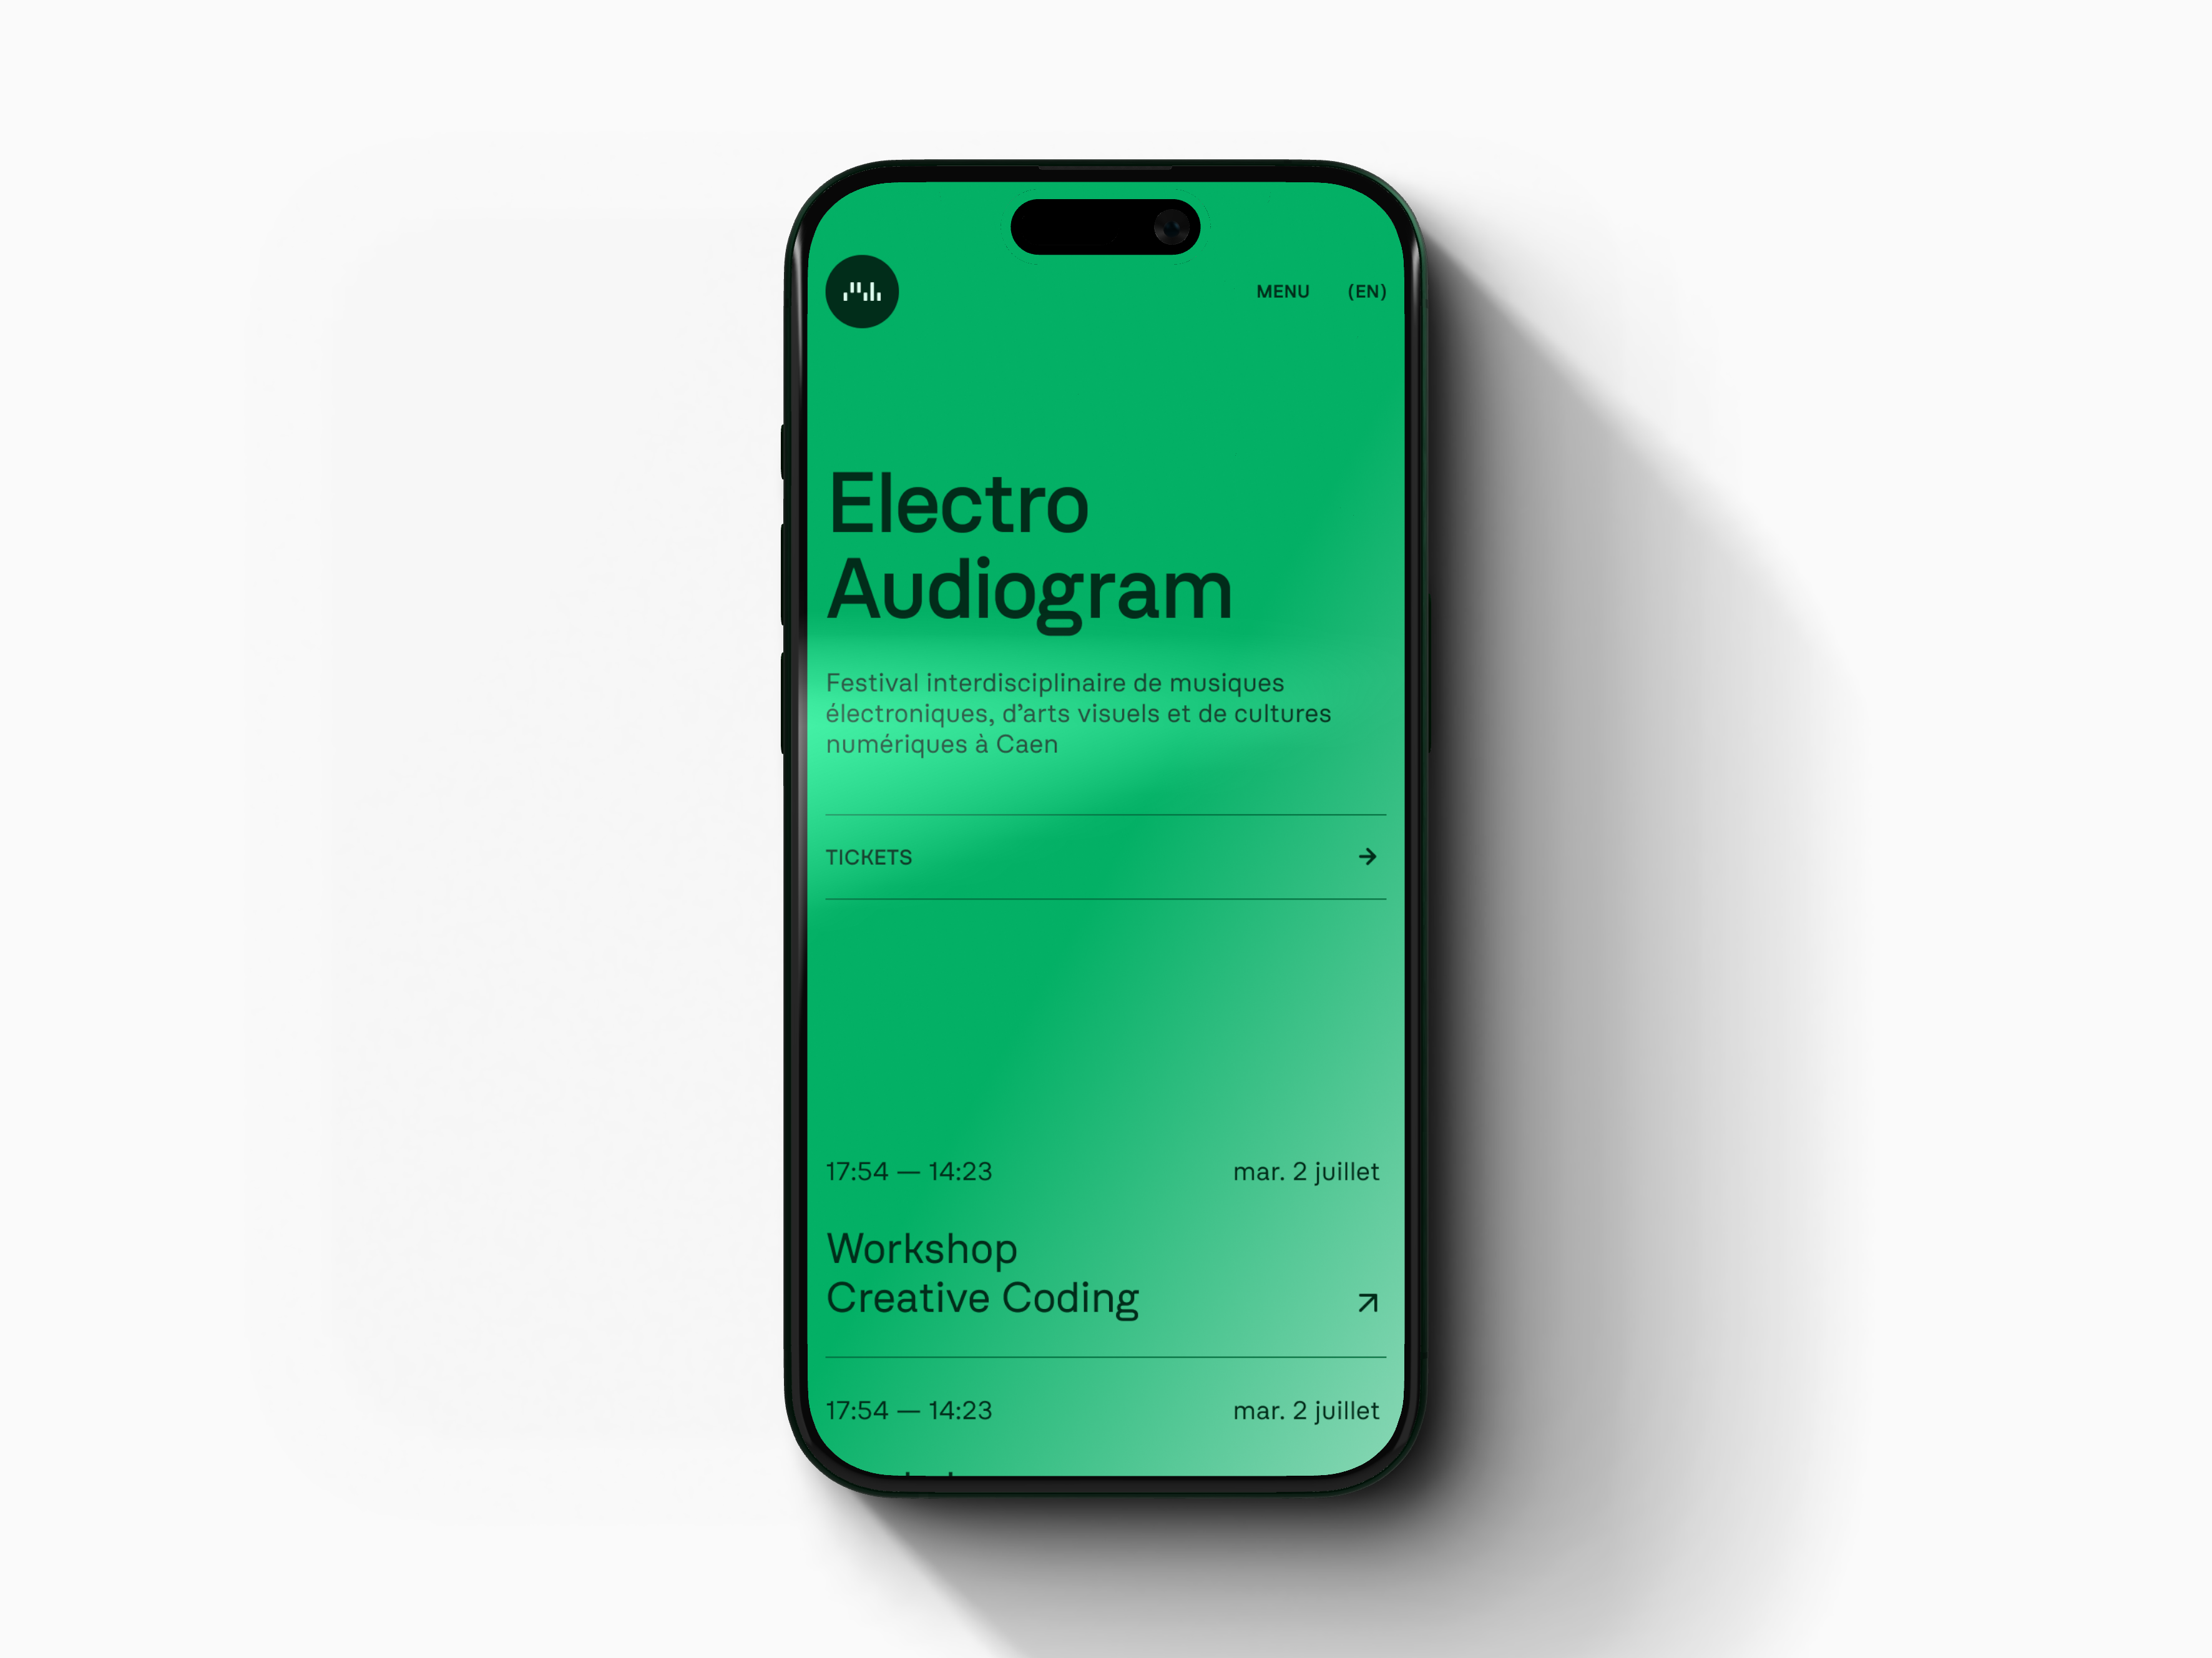 MENU (EN)
Electro
Audiogram
Festival interdisciplinaire de musiques
électroniques, d’arts visuels et de cultures
numériques à Caen
TICKETS
17:54 — 14:23 mar. 2 juillet
Workshop
Creative Coding
17:54 — 14:23 mar. 2 juillet